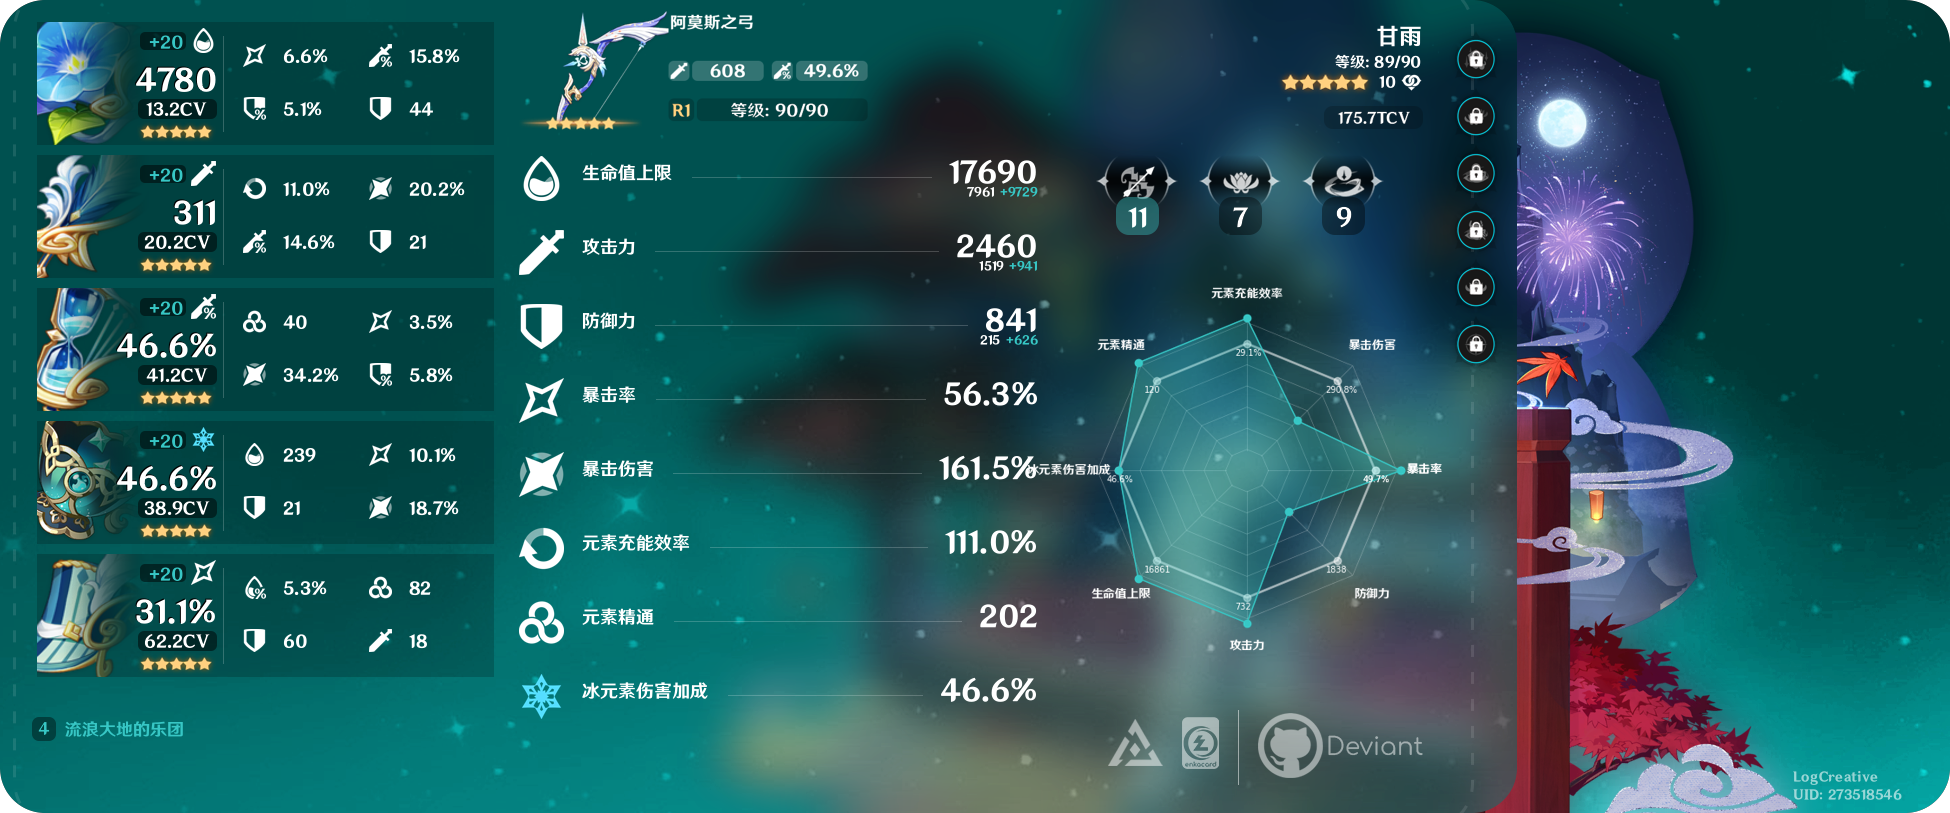 +20
4780
13.2CV
6.6%
15.8%
5.1%
44
+20
311
20.2CV
11.0%
20.2%
14.6%
21
+20
46.6%
41.2CV
40
3.5%
34.2%
5.8%
+20
46.6%
38.9CV
239
10.1%
21
18.7%
+20
31.1%
62.2CV
5.3%
82
60
18
4 流浪大地的乐团
阿莫斯之弓
608 49.6%
R1 等级: 90/90
生命值上限 17690
7961 +9729
攻击力 2460
1519 +941
防御力 841
215 +626
暴击率 56.3%
暴击伤害 161.5%
元素充能效率 111.0%
元素精通 202
冰元素伤害加成 46.6%
甘雨
等级: 89/90
10
175.7TCV
11 7 9
元素充能效率
29.1%
元素精通
120
暴击伤害
290.8%
冰元素伤害加成
46.6%
暴击率
49.7%
生命值上限
16861
防御力
1838
攻击力
732
enkacard
Deviant
LogCreative
UID: 273518546